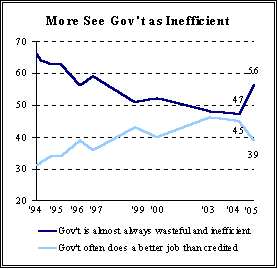 More See Gov't as Inefficient
70
60
50
40
30
20
56
47
45
39
'94 '95 '96 '97 '99 '00 '03 '04 '05
Gov't is almost always wasteful and inefficient
Gov't often does a better job than credited